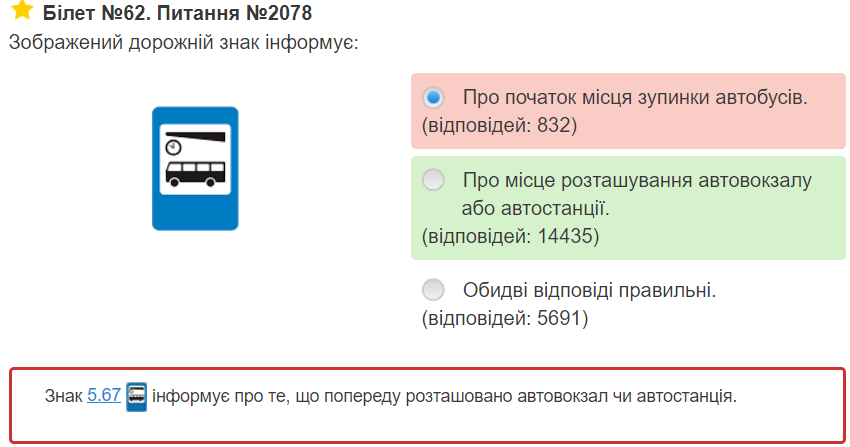 Білет №62. Питання №2078
Зображений дорожній знак інформує:
Про початок місця зупинки автобусів.
(відповідей: 832)
Про місце розташування автовокзалу
або автостанції.
(відповідей: 14435)
Обидві відповіді правильні.
(відповідей: 5691)
Знак 5.67 інформує про те, що попереду розташовано автовокзал чи автостанція.